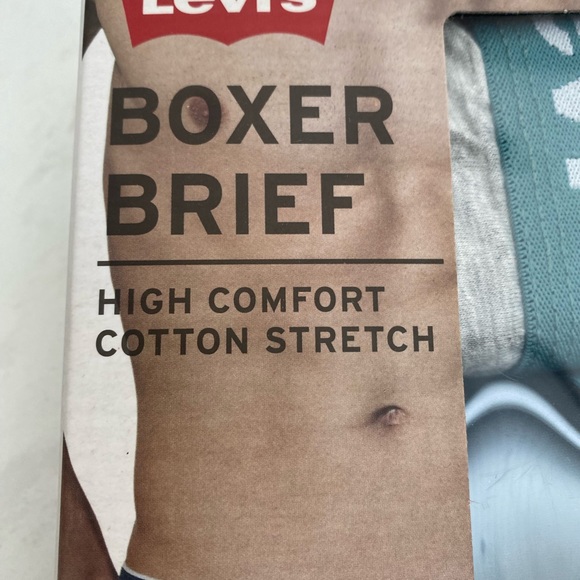 Levi's
BOXER
BRIEF
HIGH COMFORT
COTTON STRETCH